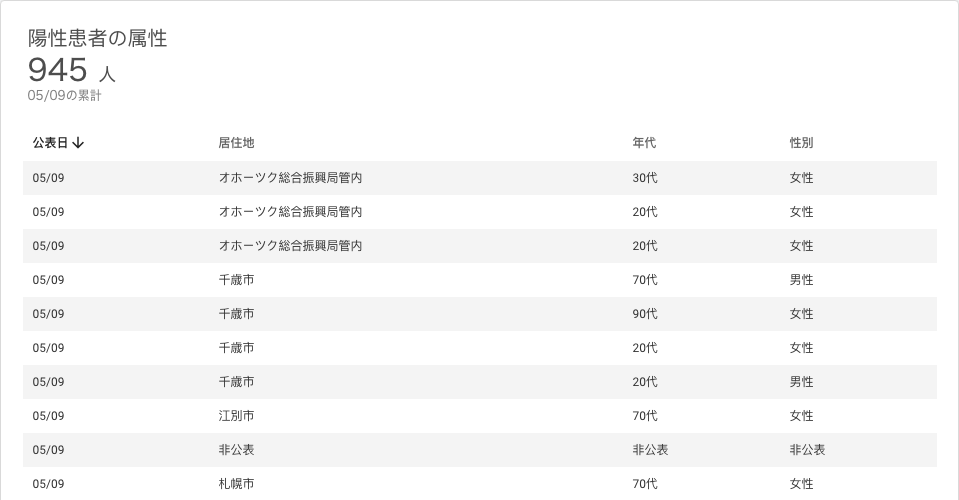 陽性患者の属性
945 人
05/09の累計
公表日 居住地 年代 性別
05/09 オホーツク総合振興局管内 30代 女性
05/09 オホーツク総合振興局管内 20代 女性
05/09 オホーツク総合振興局管内 20代 女性
05/09 千歳市 70代 男性
05/09 千歳市 90代 女性
05/09 千歳市 20代 女性
05/09 千歳市 20代 男性
05/09 江別市 70代 女性
05/09 非公表 非公表 非公表
05/09 札幌市 70代 女性